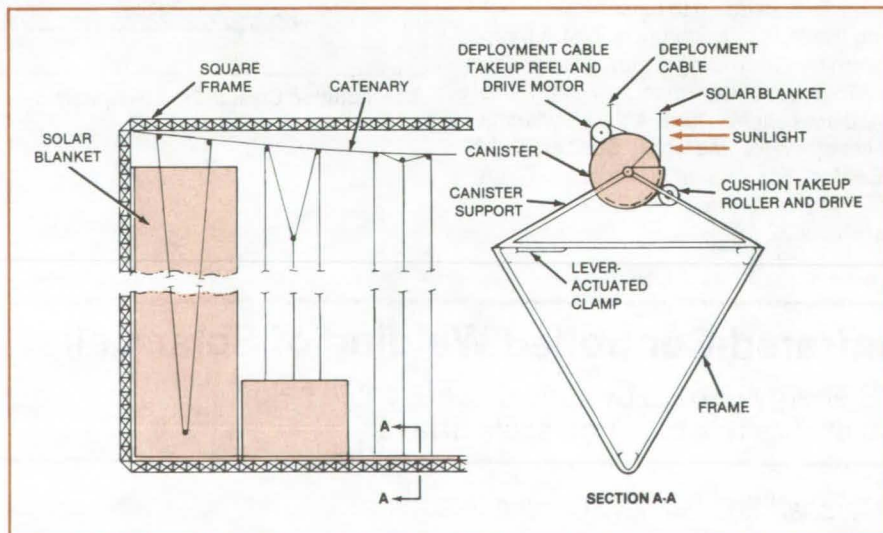 SQUARE
FRAME
CATENARY
SOLAR
BLANKET
DEPLOYMENT CABLE
TAKEUP REEL AND
DRIVE MOTOR
DEPLOYMENT
CABLE
SOLAR BLANKET
SUNLIGHT
CANISTER
CANISTER
SUPPORT
CUSHION TAKEUP
ROLLER AND DRIVE
LEVER-
ACTUATED
CLAMP
FRAME
A
A
SECTION A-A